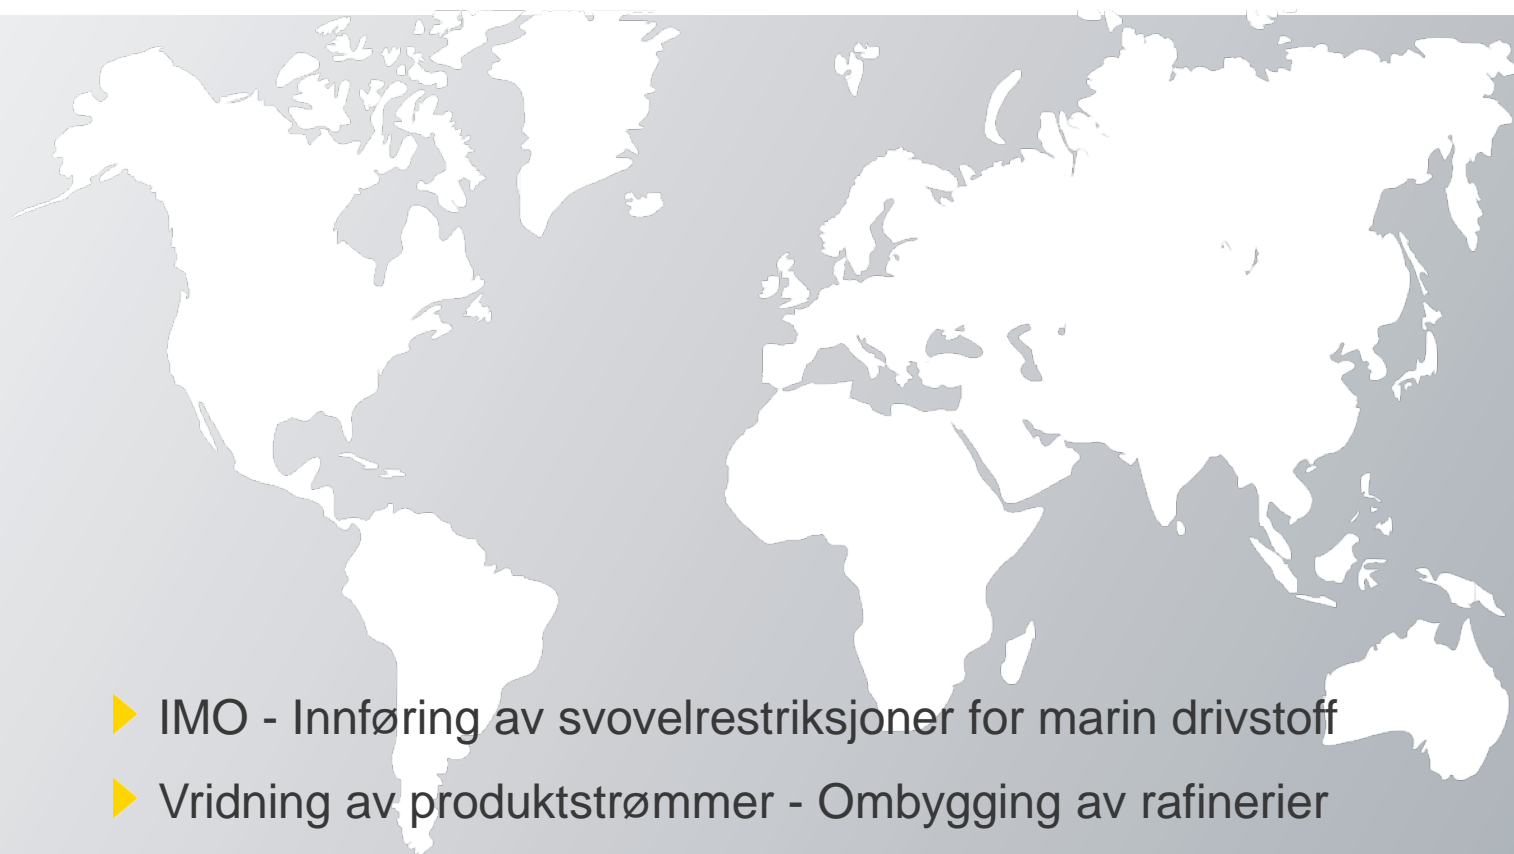 IMO - Innføring av svovelrestriksjoner for marin drivstoff
Vridning av produktstrømmer - Ombygging av rafinerier